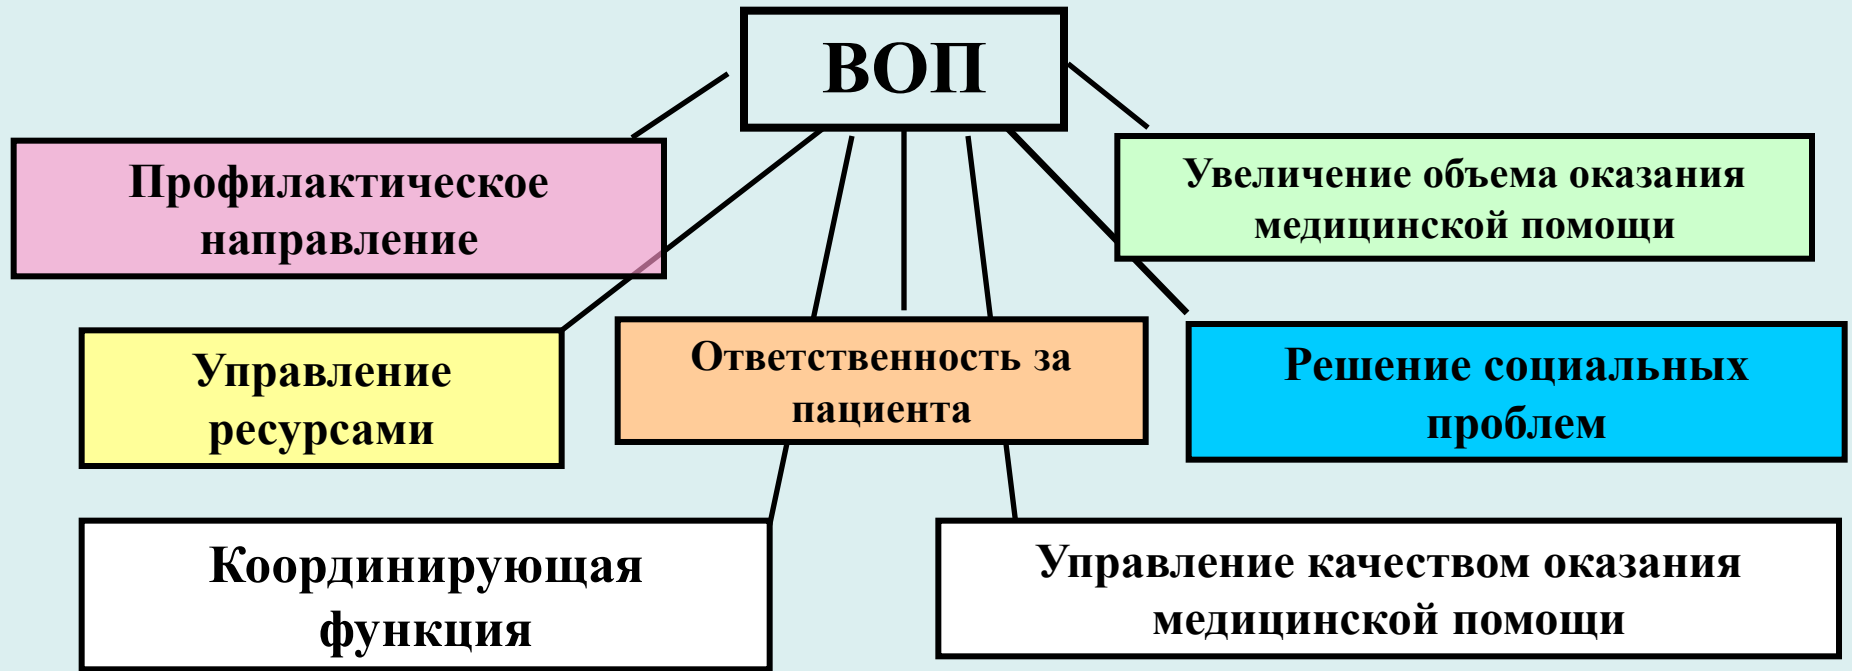 ВОП
Профилактическое
направление
Увеличение объема оказания
медицинской помощи
Управление
ресурсами
Ответственность за
пациента
Решение социальных
проблем
Координирующая
функция
Управление качеством оказания
медицинской помощи